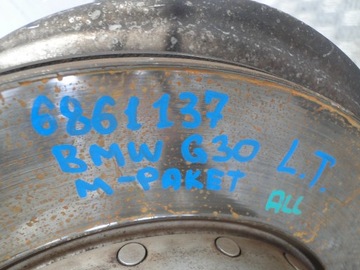 6861137
BMW G30 L.T.
M-PAKET
ALL